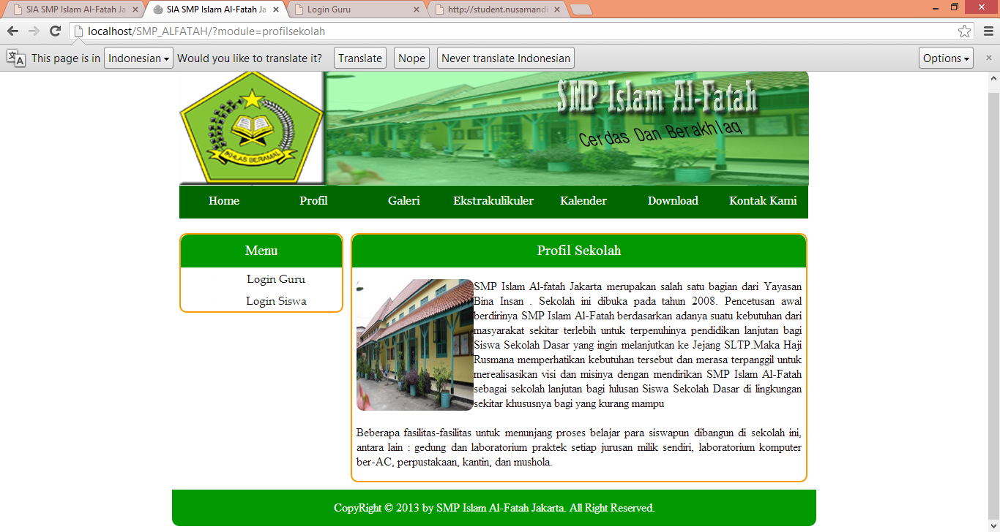 SIA SMP Islam Al-Fatah Ja
SIA SMP Islam Al-Fatah Ja
Login Guru
http://student.nusamandi
localhost/SMP_ALFATAH/?module=profilsekolah
This page is in Indonesian Would you like to translate it? Translate Nope Never translate Indonesian Options
IKHLAS BERAMAL
SMP Islam Al-Fatah
Cerdas Dan Berakhlaq
Home Profil Galeri Ekstrakulikuler Kalender Download Kontak Kami
Menu
Login Guru
Login Siswa
Profil Sekolah
SMP Islam Al-fatah Jakarta merupakan salah satu bagian dari Yayasan
Bina Insan . Sekolah ini dibuka pada tahun 2008. Pencetusan awal
berdirinya SMP Islam Al-Fatah berdasarkan adanya suatu kebutuhan dari
masyarakat sekitar terlebih untuk terpenuhinya pendidikan lanjutan bagi
Siswa Sekolah Dasar yang ingin melanjutkan ke Jejang SLTP.Maka Haji
Rusmana memperhatikan kebutuhan tersebut dan merasa terpanggil untuk
merealisasikan visi dan misinya dengan mendirikan SMP Islam Al-Fatah
sebagai sekolah lanjutan bagi lulusan Siswa Sekolah Dasar di lingkungan
sekitar khususnya bagi yang kurang mampu
Beberapa fasilitas-fasilitas untuk menunjang proses belajar para siswapun dibangun di sekolah ini,
antara lain : gedung dan laboratorium praktek setiap jurusan milik sendiri, laboratorium komputer
ber-AC, perpustakaan, kantin, dan mushola.
CopyRight © 2013 by SMP Islam Al-Fatah Jakarta. All Right Reserved.